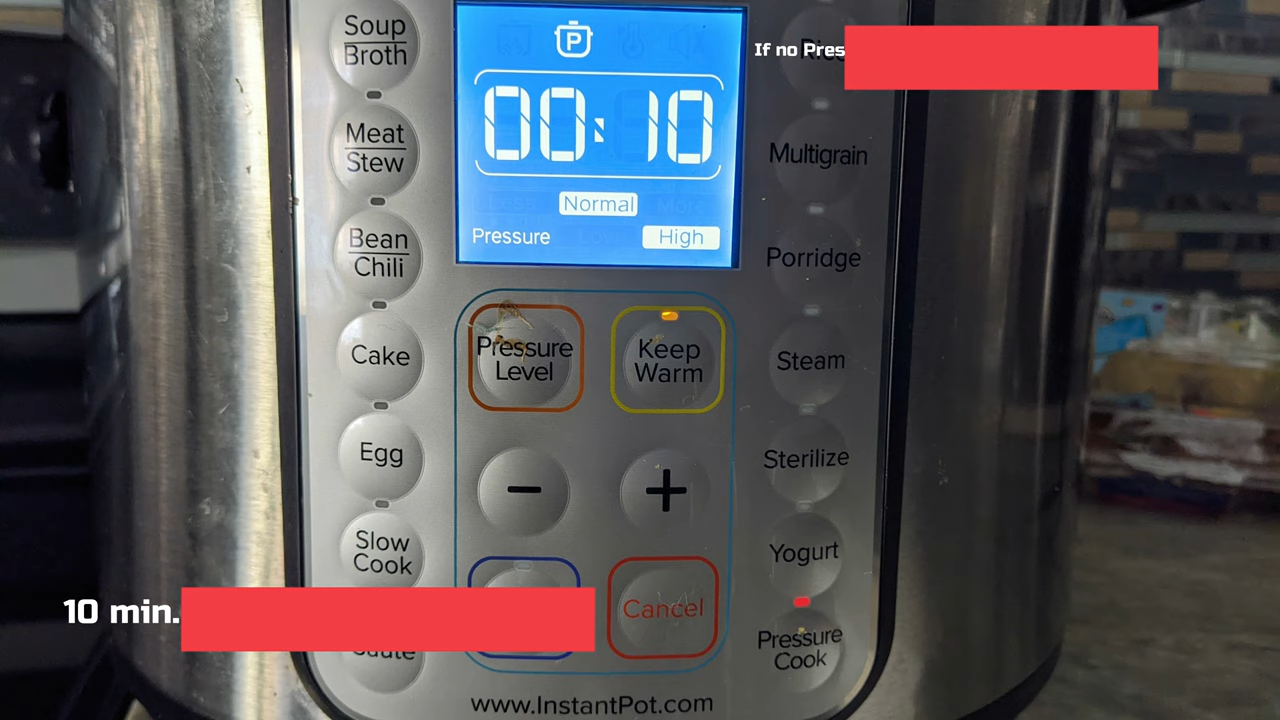 Soup
Broth
Meat
Stew
Bean
Chili
Cake
Egg
Slow
Cook
P
00:10
Normal
Pressure
High
Pressure
Level
Keep
Warm
-
+
Cancel
If no Pres
Multigrain
Porridge
Steam
Sterilize
Yogurt
Pressure
Cook
10 min.
www.InstantPot.com